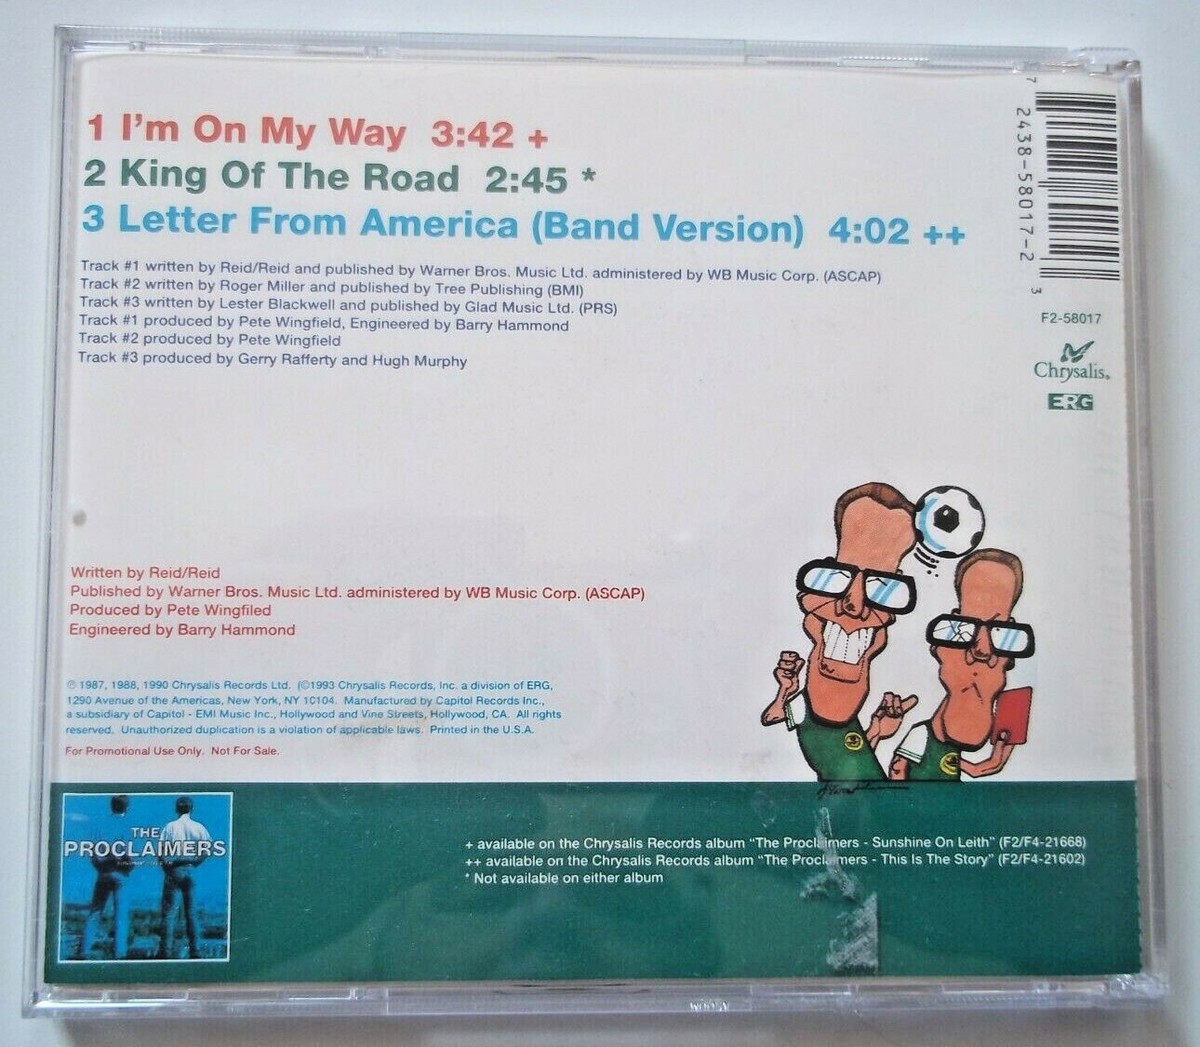 1 I'm On My Way 3:42 +
2 King Of The Road 2:45 *
3 Letter From America (Band Version) 4:02 ++
Track #1 written by Reid/Reid and published by Warner Bros. Music Ltd. administered by WB Music Corp. (ASCAP)
Track #2 written by Roger Miller and published by Tree Publishing (BMI)
Track #3 written by Lester Blackwell and published by Glad Music Ltd. (PRS)
Track #1 produced by Pete Wingfield, Engineered by Barry Hammond
Track #2 produced by Pete Wingfield
Track #3 produced by Gerry Rafferty and Hugh Murphy
7 2438-58017-2 3
F2-58017
Chrysalis®
ERG
Written by Reid/Reid
Published by Warner Bros. Music Ltd. administered by WB Music Corp. (ASCAP)
Produced by Pete Wingfiled
Engineered by Barry Hammond
℗ 1987, 1988, 1990 Chrysalis Records Ltd. (©1993 Chrysalis Records, Inc. a division of ERG,
1290 Avenue of the Americas, New York, NY 10104. Manufactured by Capitol Records Inc.,
a subsidiary of Capitol - EMI Music Inc., Hollywood and Vine Streets, Hollywood, CA. All rights
reserved. Unauthorized duplication is a violation of applicable laws. Printed in the U.S.A.
For Promotional Use Only. Not For Sale.
THE
PROCLAIMERS
+ available on the Chrysalis Records album "The Proclaimers - Sunshine On Leith" (F2/F4-21668)
++ available on the Chrysalis Records album "The Proclaimers - This Is The Story" (F2/F4-21602)
* Not available on either album